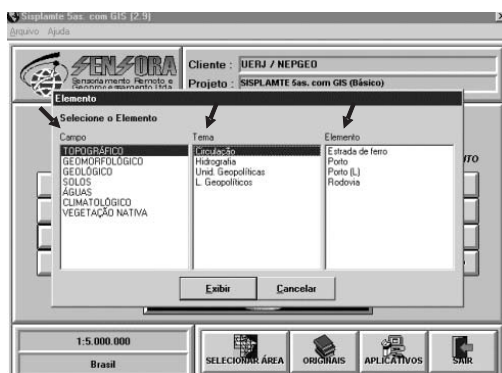 Sisplamte 5as. com GIS (2.9)
Arquivo Ajuda
SENSORA
Sensoriamento Remoto e
Geoprocessamento Ltda
Cliente : UERJ / NEPGEO
Projeto : SISPLAMTE 5as. com GIS (Básico)
Elemento
Selecione o Elemento
Campo
TOPOGRÁFICO
GEOMORFOLÓGICO
GEOLÓGICO
SOLOS
ÁGUAS
CLIMATOLÓGICO
VEGETAÇÃO NATIVA
Tema
Circulação
Hidrografia
Unid. Geopolíticas
L. Geopolíticos
Elemento
Estrada de ferro
Porto
Porto (L)
Rodovia
Exibir
Cancelar
1:5.000.000
Brasil
SELECIONAR ÁREA
ORIGINAIS
APLICATIVOS
SAIR